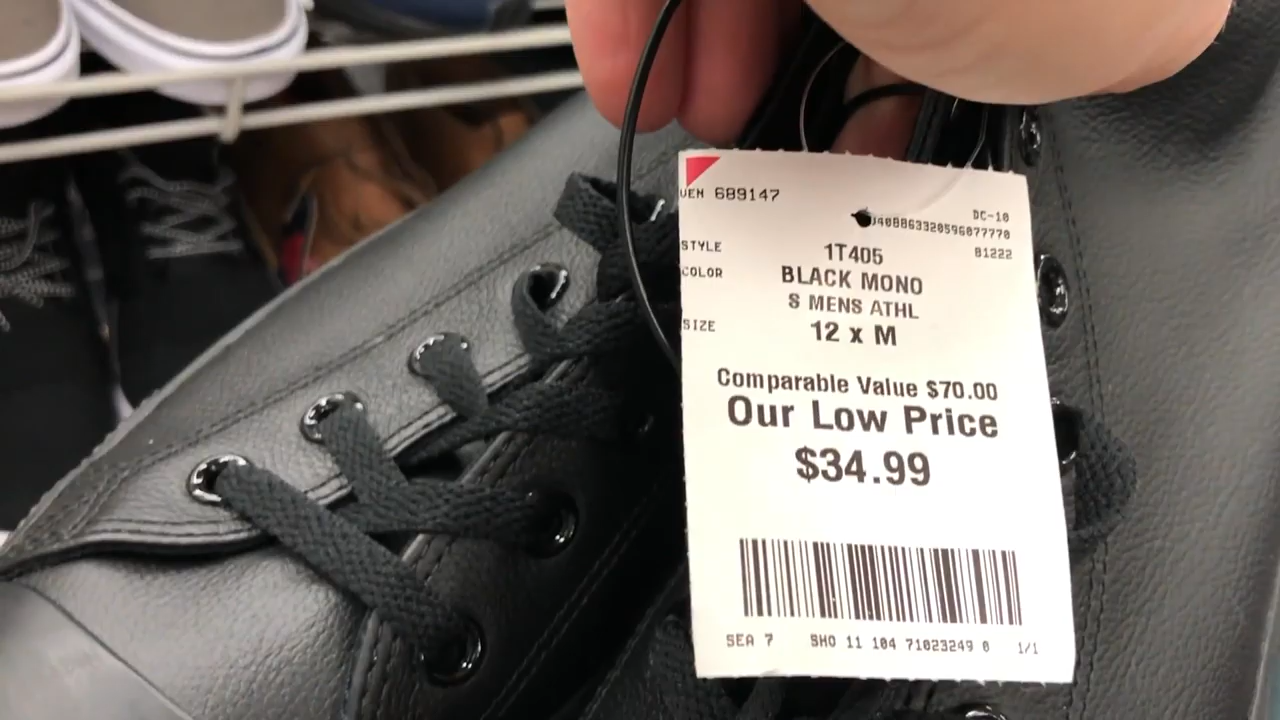 VEN 689147
DC-10
J408863320596077770
STYLE 1T405 81222
COLOR BLACK MONO
S MENS ATHL
SIZE 12 x M
Comparable Value $70.00
Our Low Price
$34.99
SEA 7 SHO 11 104 71023249 0 1/1